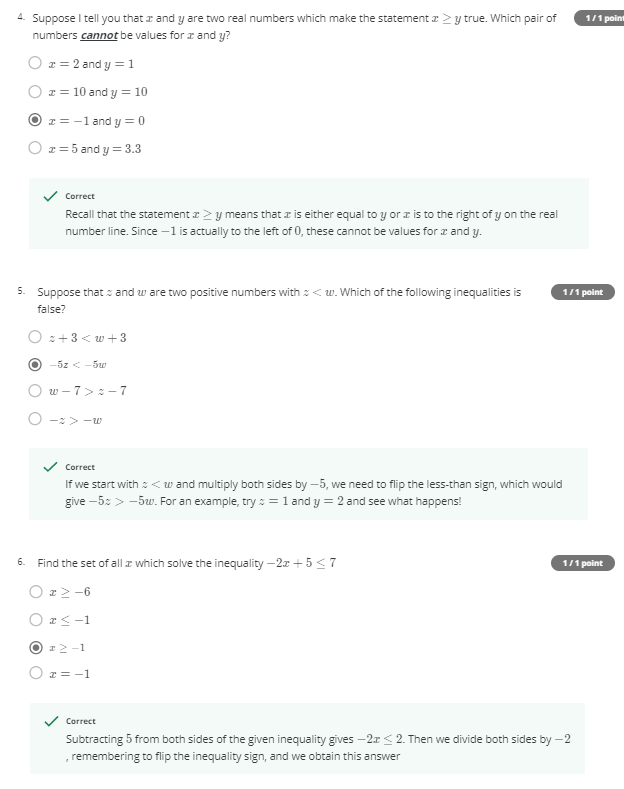 4. Suppose I tell you that x and y are two real numbers which make the statement x ≥ y true. Which pair of
numbers cannot be values for x and y?
1 / 1 point
x = 2 and y = 1
x = 10 and y = 10
x = −1 and y = 0
x = 5 and y = 3.3
Correct
Recall that the statement x ≥ y means that x is either equal to y or x is to the right of y on the real
number line. Since −1 is actually to the left of 0, these cannot be values for x and y.
5. Suppose that z and w are two positive numbers with z < w. Which of the following inequalities is
false?
1 / 1 point
z + 3 < w + 3
−5z < −5w
w − 7 > z − 7
−z > −w
Correct
If we start with z < w and multiply both sides by −5, we need to flip the less-than sign, which would
give −5z > −5w. For an example, try z = 1 and y = 2 and see what happens!
6. Find the set of all x which solve the inequality −2x + 5 ≤ 7
1 / 1 point
x ≥ −6
x ≤ −1
x ≥ −1
x = −1
Correct
Subtracting 5 from both sides of the given inequality gives −2x ≤ 2. Then we divide both sides by −2
, remembering to flip the inequality sign, and we obtain this answer